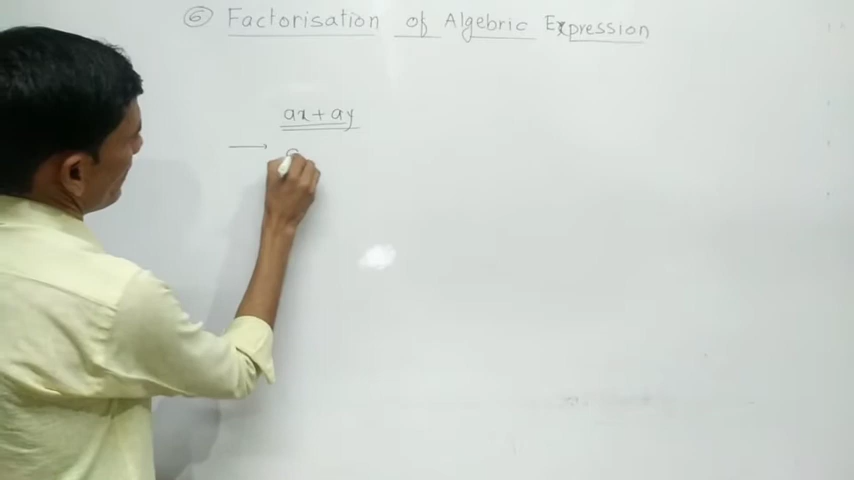 ⑥ Factorisation of Algebric Expression
ax + ay
→ a